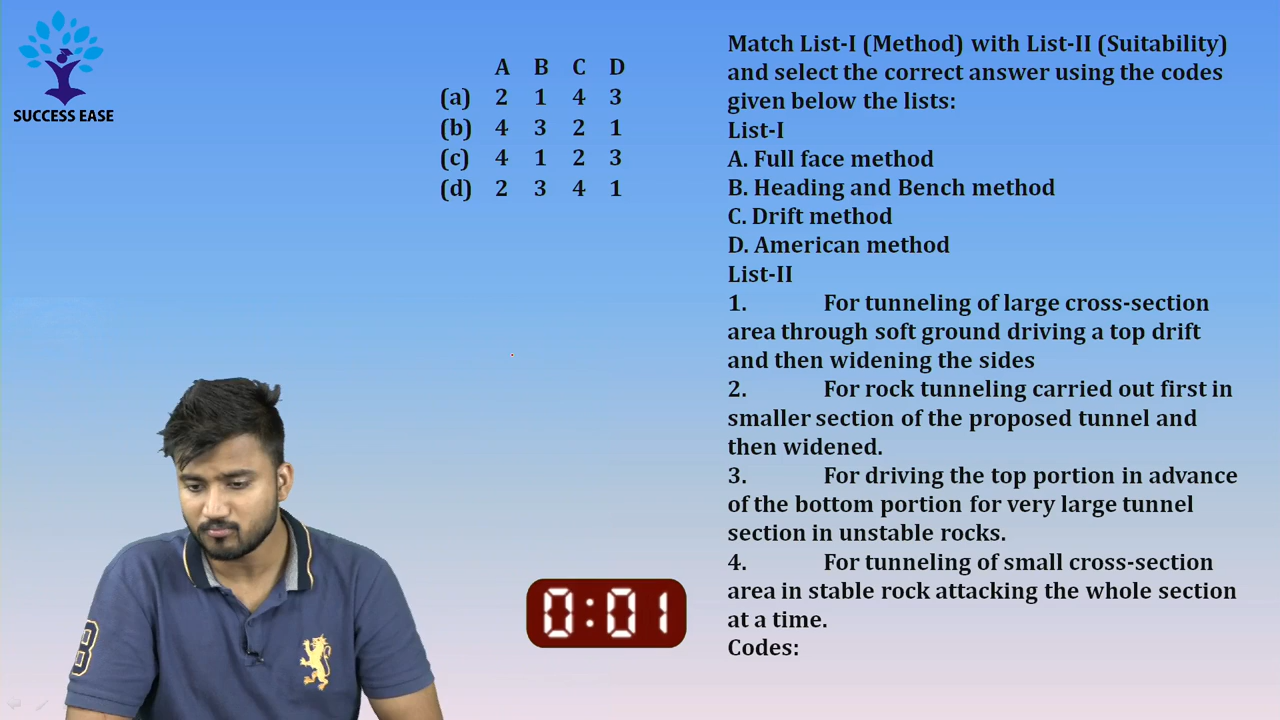 SUCCESS EASE
A B C D
(a) 2 1 4 3
(b) 4 3 2 1
(c) 4 1 2 3
(d) 2 3 4 1
Match List-I (Method) with List-II (Suitability)
and select the correct answer using the codes
given below the lists:
List-I
A. Full face method
B. Heading and Bench method
C. Drift method
D. American method
List-II
1. For tunneling of large cross-section
area through soft ground driving a top drift
and then widening the sides
2. For rock tunneling carried out first in
smaller section of the proposed tunnel and
then widened.
3. For driving the top portion in advance
of the bottom portion for very large tunnel
section in unstable rocks.
4. For tunneling of small cross-section
area in stable rock attacking the whole section
at a time.
Codes:
0:01
B